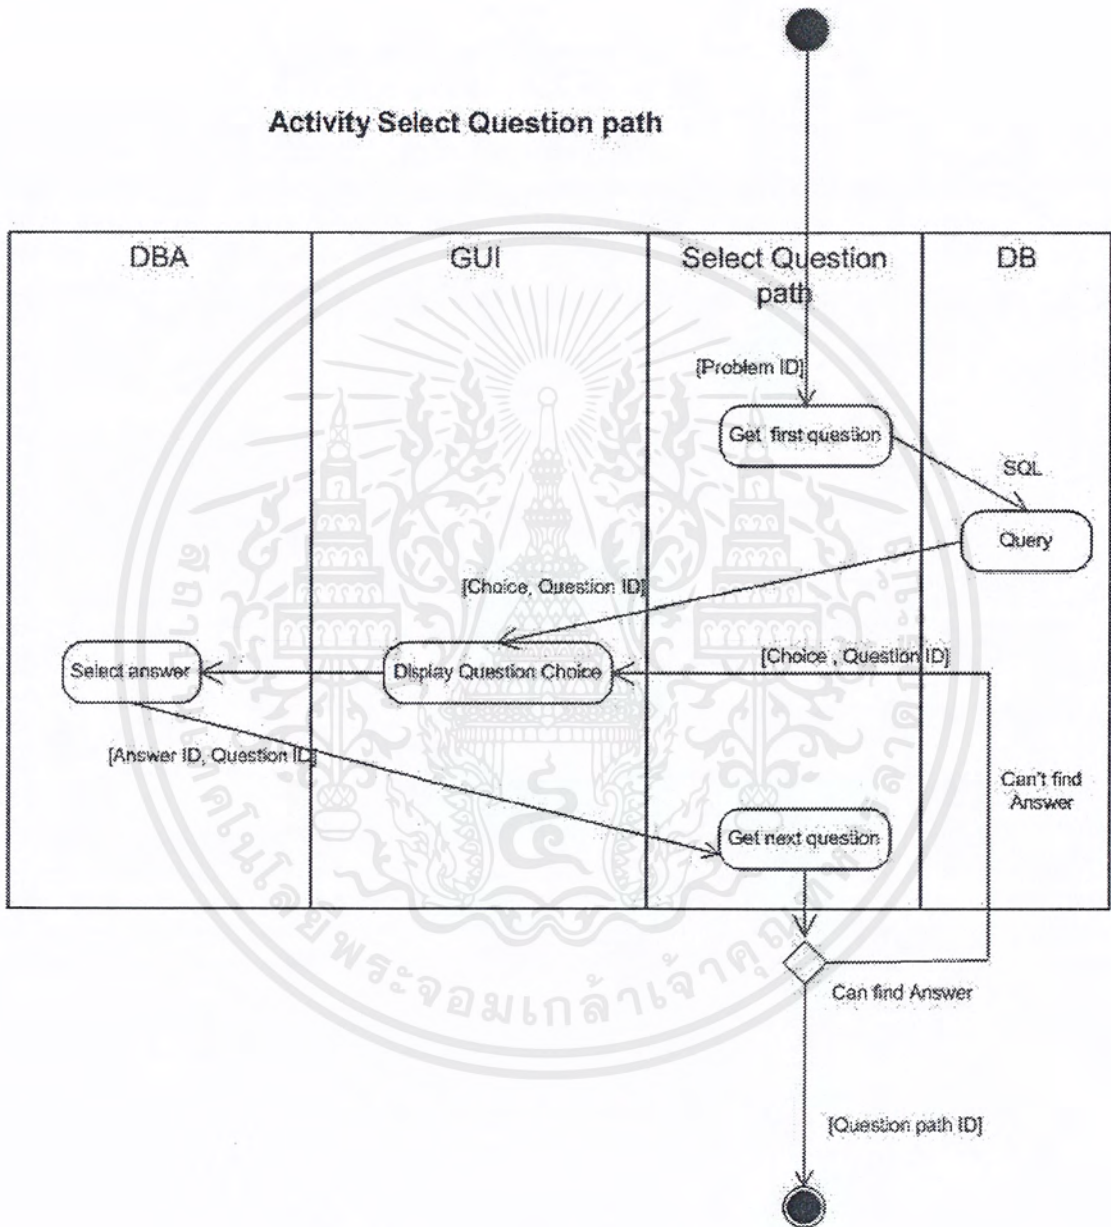 Activity Select Question path
DBA
GUI
Select Question
path
DB
[Problem ID]
Get first question
SQL
Query
[Choice, Question ID]
[Choice , Question ID]
Select answer
Display Question Choice
[Answer ID, Question ID]
Can't find
Answer
Get next question
Can find Answer
[Question path ID]